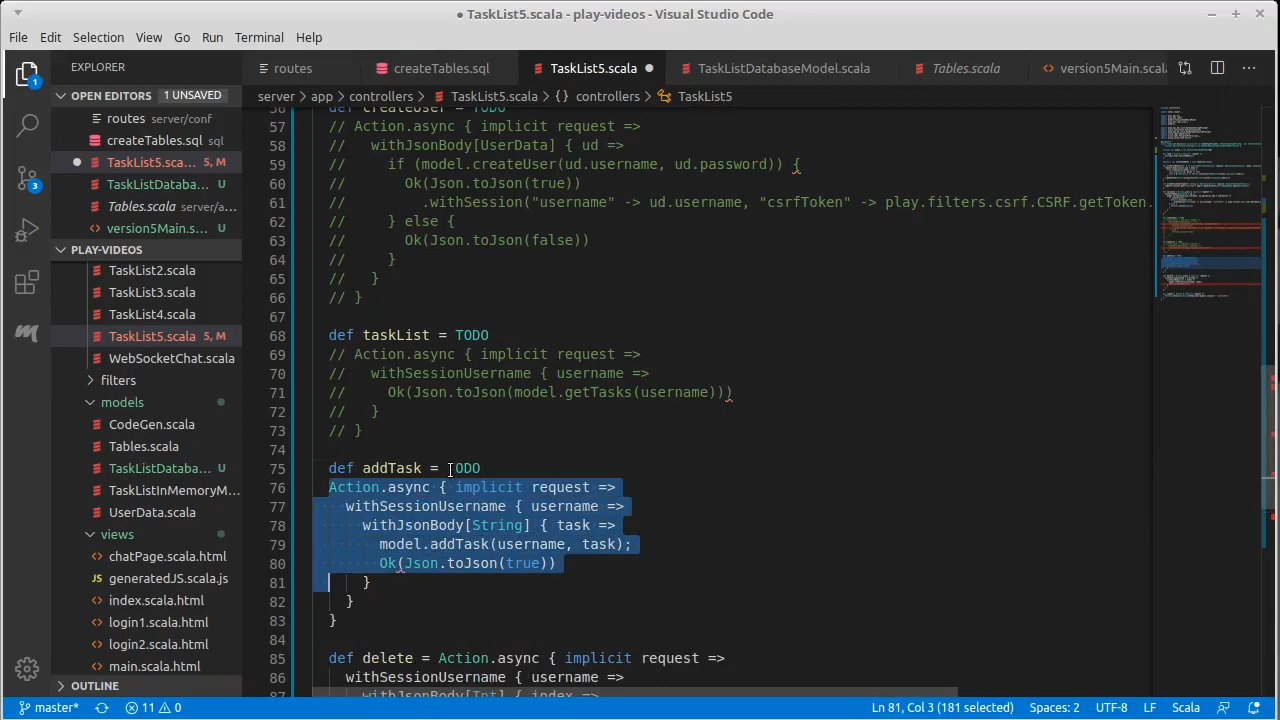 ● TaskList5.scala - play-videos - Visual Studio Code
File Edit Selection View Go Run Terminal Help
EXPLORER
routes
createTables.sql
TaskList5.scala
TaskListDatabaseModel.scala
Tables.scala
version5Main.scal
OPEN EDITORS 1 UNSAVED
server > app > controllers > TaskList5.scala > {} controllers > TaskList5
routes server/conf
createTables.sql sql
TaskList5.sca... 5, M
TaskListDataba... U
Tables.scala server/a...
version5Main.s... U
PLAY-VIDEOS
TaskList2.scala
TaskList3.scala
TaskList4.scala
TaskList5.scala 5, M
WebSocketChat.scala
filters
models
CodeGen.scala
Tables.scala
TaskListDataba... U
TaskListInMemoryM...
UserData.scala
views
chatPage.scala.html
generatedJS.scala.js
index.scala.html
login1.scala.html
login2.scala.html
main.scala.html
OUTLINE
1
3
56 def createUser = TODO
57 // Action.async { implicit request =>
58 //   withJsonBody[UserData] { ud =>
59 //     if (model.createUser(ud.username, ud.password)) {
60 //       Ok(Json.toJson(true))
61 //         .withSession("username" -> ud.username, "csrfToken" -> play.filters.csrf.CSRF.getToken.
62 //     } else {
63 //       Ok(Json.toJson(false))
64 //     }
65 //   }
66 // }
67
68 def taskList = TODO
69 // Action.async { implicit request =>
70 //   withSessionUsername { username =>
71 //     Ok(Json.toJson(model.getTasks(username)))
72 //   }
73 // }
74
75 def addTask = TODO
76 Action.async { implicit request =>
77   withSessionUsername { username =>
78     withJsonBody[String] { task =>
79       model.addTask(username, task);
80       Ok(Json.toJson(true))
81     }
82   }
83 }
84
85 def delete = Action.async { implicit request =>
86   withSessionUsername { username =>
87     withJsonBody[Int] { index =>
master* 11 0 Ln 81, Col 3 (181 selected) Spaces: 2 UTF-8 LF Scala